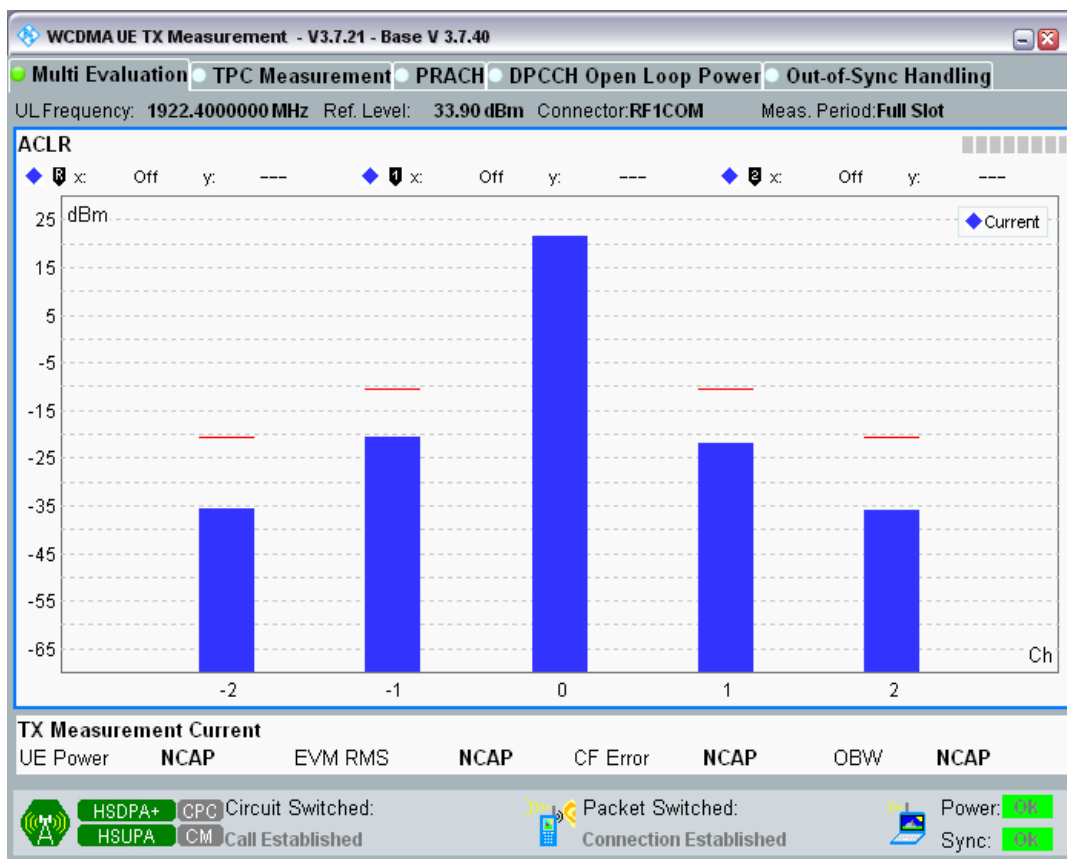 WCDMA UE TX Measurement - V3.7.21 - Base V 3.7.40
Multi Evaluation TPC Measurement PRACH DPCCH Open Loop Power Out-of-Sync Handling
UL Frequency: 1922.4000000 MHz Ref. Level: 33.90 dBm Connector:RF1COM Meas. Period:Full Slot
ACLR
R x: Off y: --- 1 x: Off y: --- 2 x: Off y: ---
dBm
Current
25
15
5
-5
-15
-25
-35
-45
-55
-65
Ch
-2 -1 0 1 2
TX Measurement Current
UE Power NCAP EVM RMS NCAP CF Error NCAP OBW NCAP
HSDPA+ CPC Circuit Switched: Packet Switched: Power: Ok
HSUPA CM Call Established Connection Established Sync: Ok